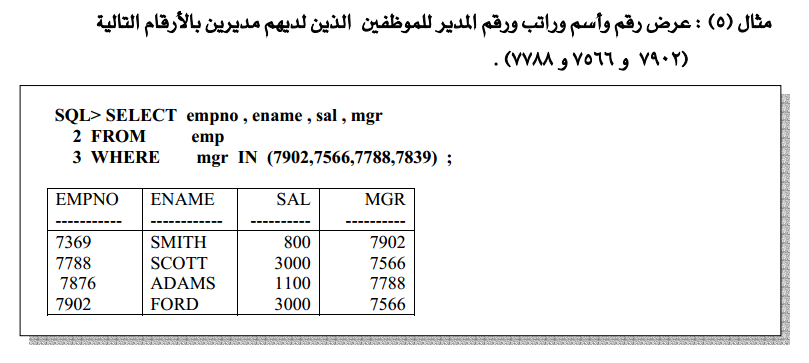 مثال (٥) : عرض رقم وأسم وراتب ورقم المدير للموظفين الذين لديهم مديرين بالأرقام التالية
(٧٩٠٢ و ٧٥٦٦ و ٧٧٨٨) .
SQL> SELECT empno , ename , sal , mgr
2 FROM emp
3 WHERE mgr IN (7902,7566,7788,7839) ;
EMPNO ENAME SAL MGR
----------- ------------ ---------- ----------
7369 SMITH 800 7902
7788 SCOTT 3000 7566
7876 ADAMS 1100 7788
7902 FORD 3000 7566